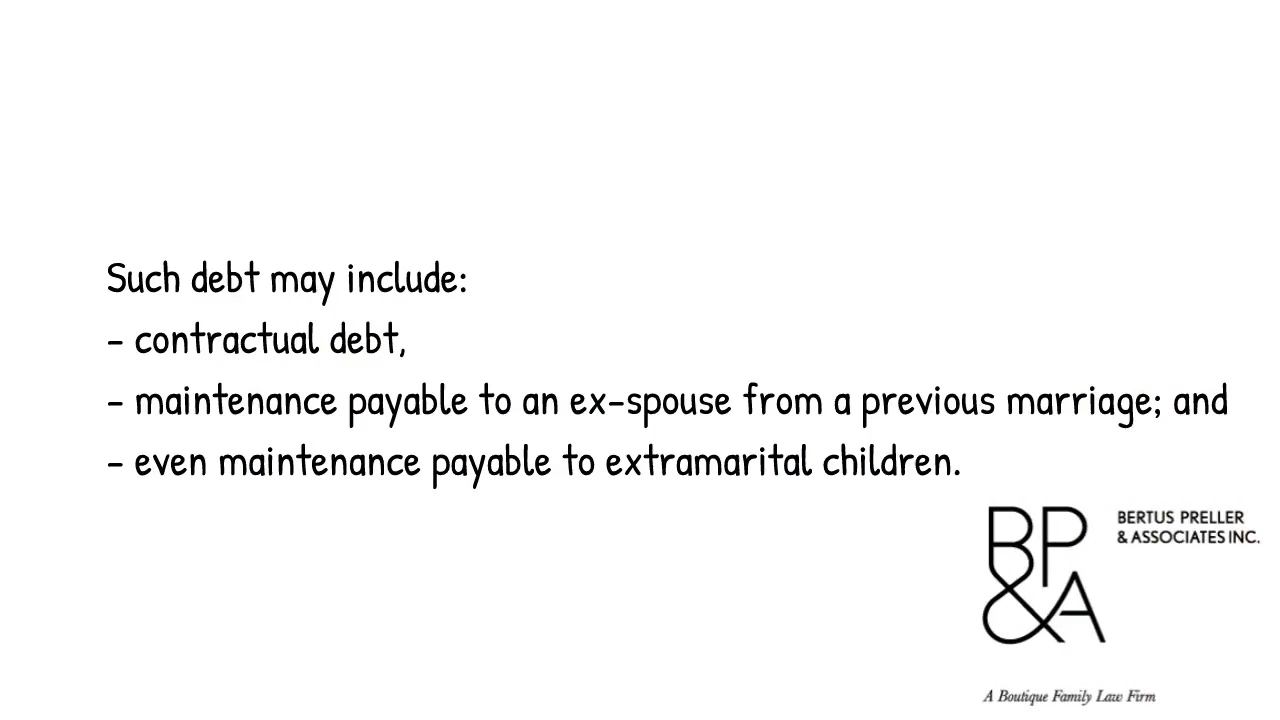 Such debt may include:
- contractual debt,
- maintenance payable to an ex-spouse from a previous marriage; and
- even maintenance payable to extramarital children.
BP
&A
BERTUS PRELLER
& ASSOCIATES INC.
A Boutique Family Law Firm